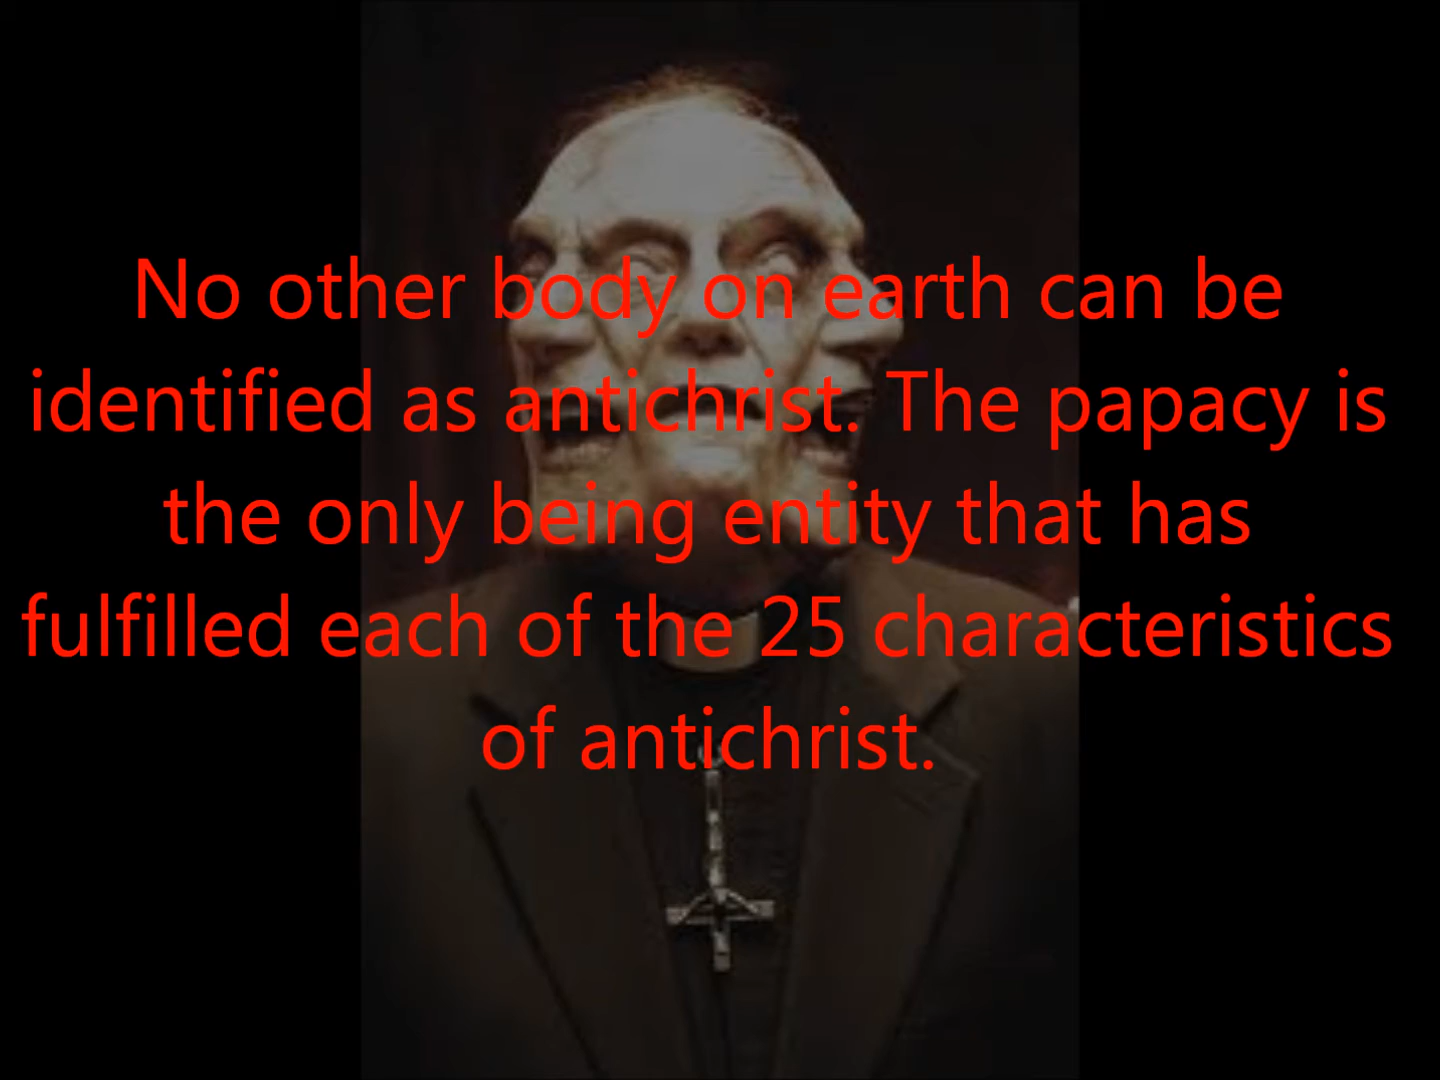 No other body on earth can be
identified as antichrist. The papacy is
the only being entity that has
fulfilled each of the 25 characteristics
of antichrist.